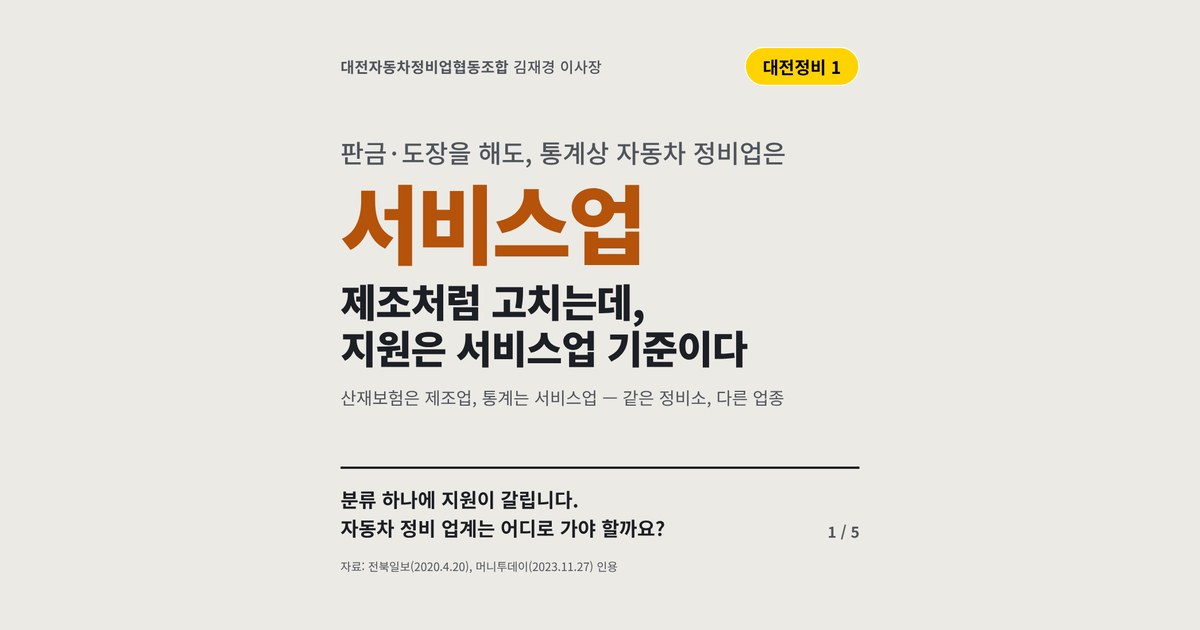 대전자동차정비업협동조합 김재경 이사장
대전정비 1
판금·도장을 해도, 통계상 자동차 정비업은
서비스업
제조처럼 고치는데,
지원은 서비스업 기준이다
산재보험은 제조업, 통계는 서비스업 — 같은 정비소, 다른 업종
분류 하나에 지원이 갈립니다.
자동차 정비 업계는 어디로 가야 할까요?
1 / 5
자료: 전북일보(2020.4.20), 머니투데이(2023.11.27) 인용